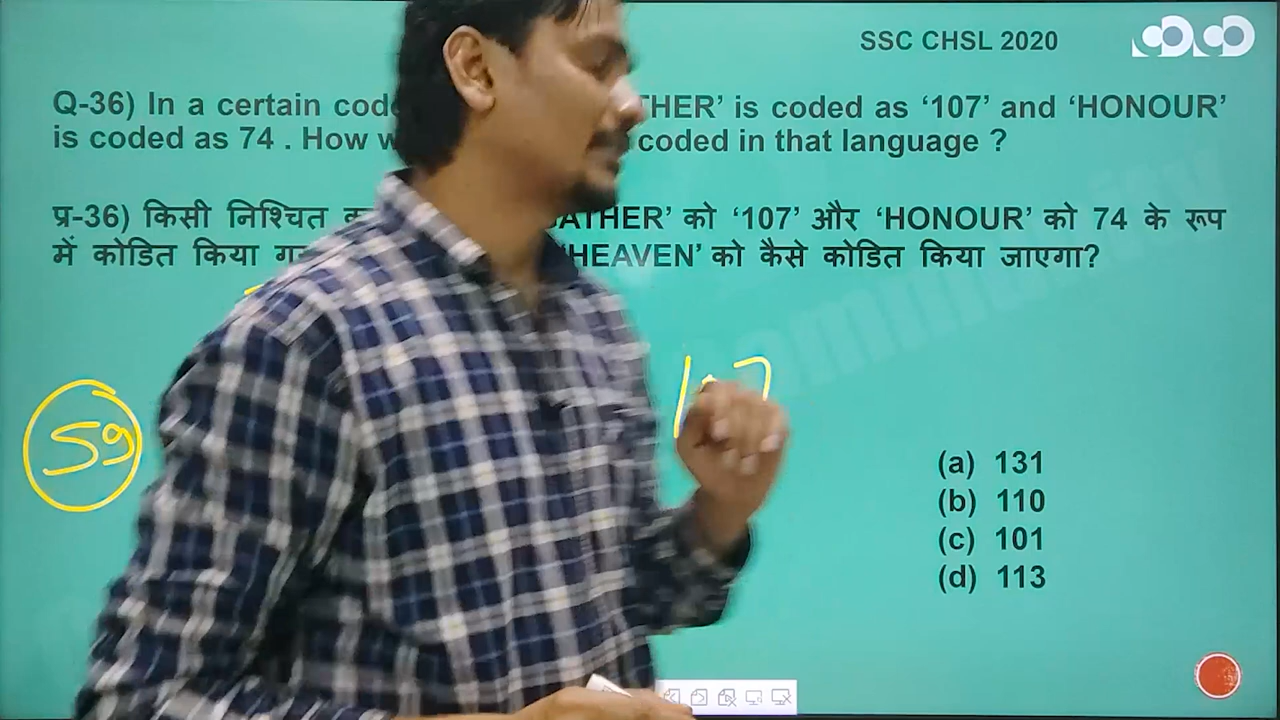 SSC CHSL 2020
Q-36) In a certain THER’ is coded as ‘107’ and ‘HONOUR’
is coded as 74 . How coded in that language ?
प्र-36) किसी निश्चित ATHER’ को ‘107’ और ‘HONOUR’ को 74 के रूप
में कोडित किया ‘HEAVEN’ को कैसे कोडित किया जाएगा?
59
107
(a) 131
(b) 110
(c) 101
(d) 113